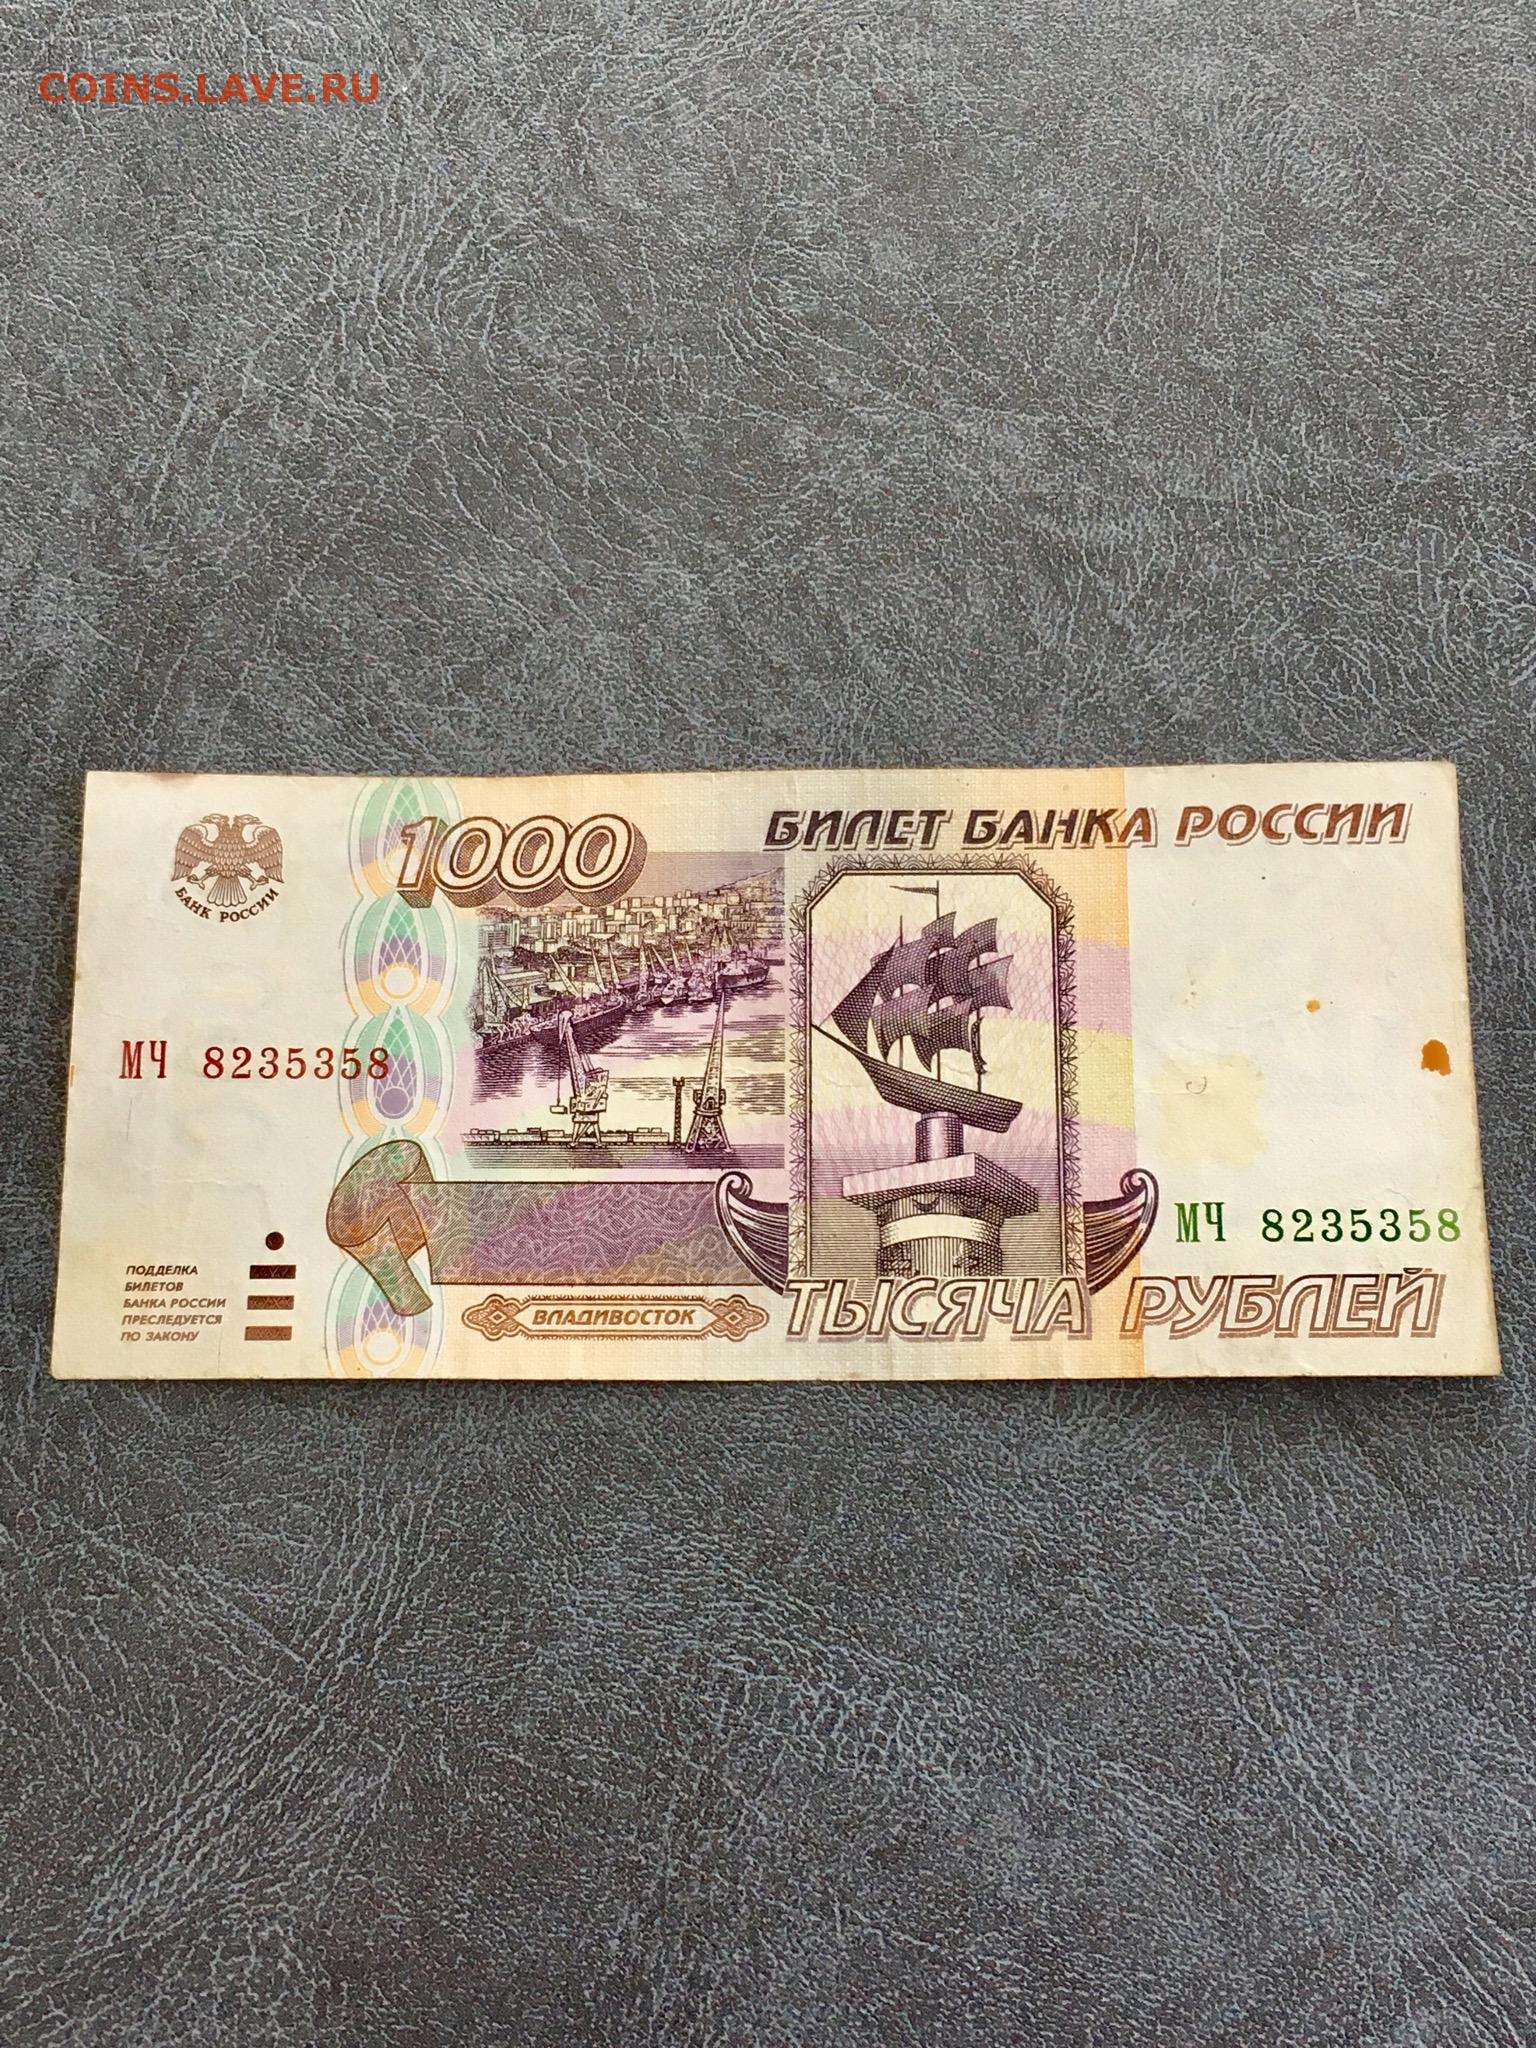 COINS.LAVE.RU
БАНК РОССИИ
1000
БИЛЕТ БАНКА РОССИИ
МЧ 8235358
МЧ 8235358
ПОДДЕЛКА
БИЛЕТОВ
БАНКА РОССИИ
ПРЕСЛЕДУЕТСЯ
ПО ЗАКОНУ
ВЛАДИВОСТОК
ТЫСЯЧА РУБЛЕЙ